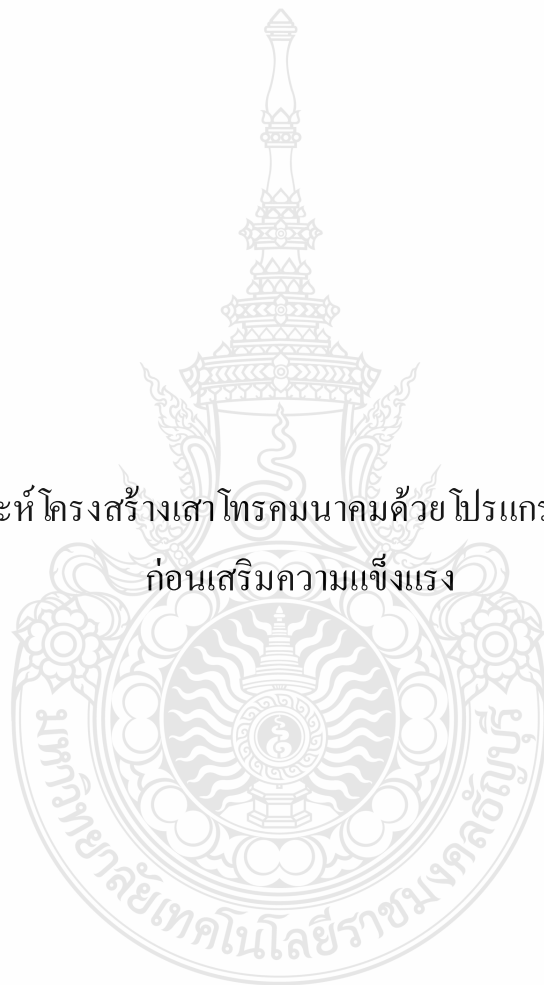 ะห์โครงสร้างเสาโทรคมนาคมด้วยโปรแกร
ก่อนเสริมความแข็งแรง
มหาวิทยาลัยเทคโนโลยีราชมงคลธัญบุรี